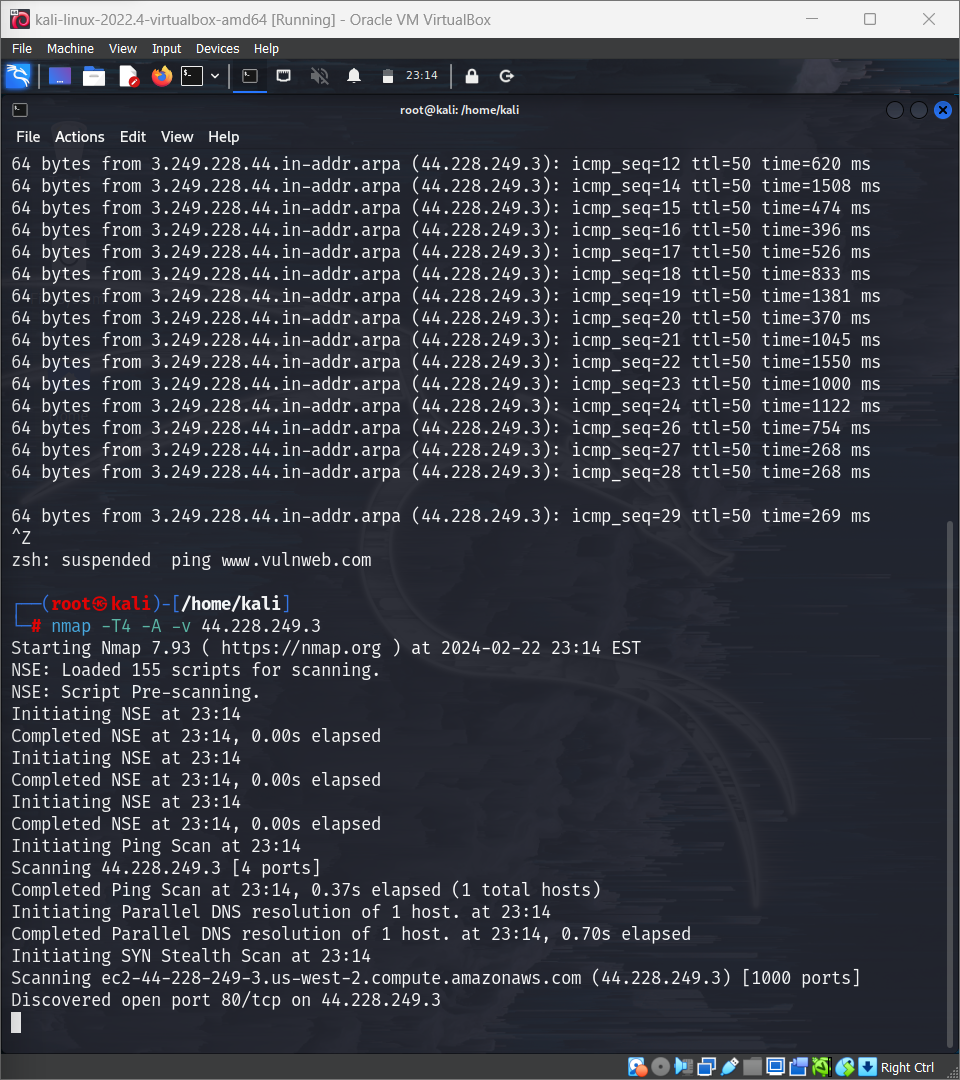 kali-linux-2022.4-virtualbox-amd64 [Running] - Oracle VM VirtualBox
File Machine View Input Devices Help
23:14
root@kali: /home/kali
File Actions Edit View Help
64 bytes from 3.249.228.44.in-addr.arpa (44.228.249.3): icmp_seq=12 ttl=50 time=620 ms
64 bytes from 3.249.228.44.in-addr.arpa (44.228.249.3): icmp_seq=14 ttl=50 time=1508 ms
64 bytes from 3.249.228.44.in-addr.arpa (44.228.249.3): icmp_seq=15 ttl=50 time=474 ms
64 bytes from 3.249.228.44.in-addr.arpa (44.228.249.3): icmp_seq=16 ttl=50 time=396 ms
64 bytes from 3.249.228.44.in-addr.arpa (44.228.249.3): icmp_seq=17 ttl=50 time=526 ms
64 bytes from 3.249.228.44.in-addr.arpa (44.228.249.3): icmp_seq=18 ttl=50 time=833 ms
64 bytes from 3.249.228.44.in-addr.arpa (44.228.249.3): icmp_seq=19 ttl=50 time=1381 ms
64 bytes from 3.249.228.44.in-addr.arpa (44.228.249.3): icmp_seq=20 ttl=50 time=370 ms
64 bytes from 3.249.228.44.in-addr.arpa (44.228.249.3): icmp_seq=21 ttl=50 time=1045 ms
64 bytes from 3.249.228.44.in-addr.arpa (44.228.249.3): icmp_seq=22 ttl=50 time=1550 ms
64 bytes from 3.249.228.44.in-addr.arpa (44.228.249.3): icmp_seq=23 ttl=50 time=1000 ms
64 bytes from 3.249.228.44.in-addr.arpa (44.228.249.3): icmp_seq=24 ttl=50 time=1122 ms
64 bytes from 3.249.228.44.in-addr.arpa (44.228.249.3): icmp_seq=26 ttl=50 time=754 ms
64 bytes from 3.249.228.44.in-addr.arpa (44.228.249.3): icmp_seq=27 ttl=50 time=268 ms
64 bytes from 3.249.228.44.in-addr.arpa (44.228.249.3): icmp_seq=28 ttl=50 time=268 ms
64 bytes from 3.249.228.44.in-addr.arpa (44.228.249.3): icmp_seq=29 ttl=50 time=269 ms
^Z
zsh: suspended  ping www.vulnweb.com
┌──(root㉿kali)-[/home/kali]
└─# nmap -T4 -A -v 44.228.249.3
Starting Nmap 7.93 ( https://nmap.org ) at 2024-02-22 23:14 EST
NSE: Loaded 155 scripts for scanning.
NSE: Script Pre-scanning.
Initiating NSE at 23:14
Completed NSE at 23:14, 0.00s elapsed
Initiating NSE at 23:14
Completed NSE at 23:14, 0.00s elapsed
Initiating NSE at 23:14
Completed NSE at 23:14, 0.00s elapsed
Initiating Ping Scan at 23:14
Scanning 44.228.249.3 [4 ports]
Completed Ping Scan at 23:14, 0.37s elapsed (1 total hosts)
Initiating Parallel DNS resolution of 1 host. at 23:14
Completed Parallel DNS resolution of 1 host. at 23:14, 0.70s elapsed
Initiating SYN Stealth Scan at 23:14
Scanning ec2-44-228-249-3.us-west-2.compute.amazonaws.com (44.228.249.3) [1000 ports]
Discovered open port 80/tcp on 44.228.249.3
Right Ctrl